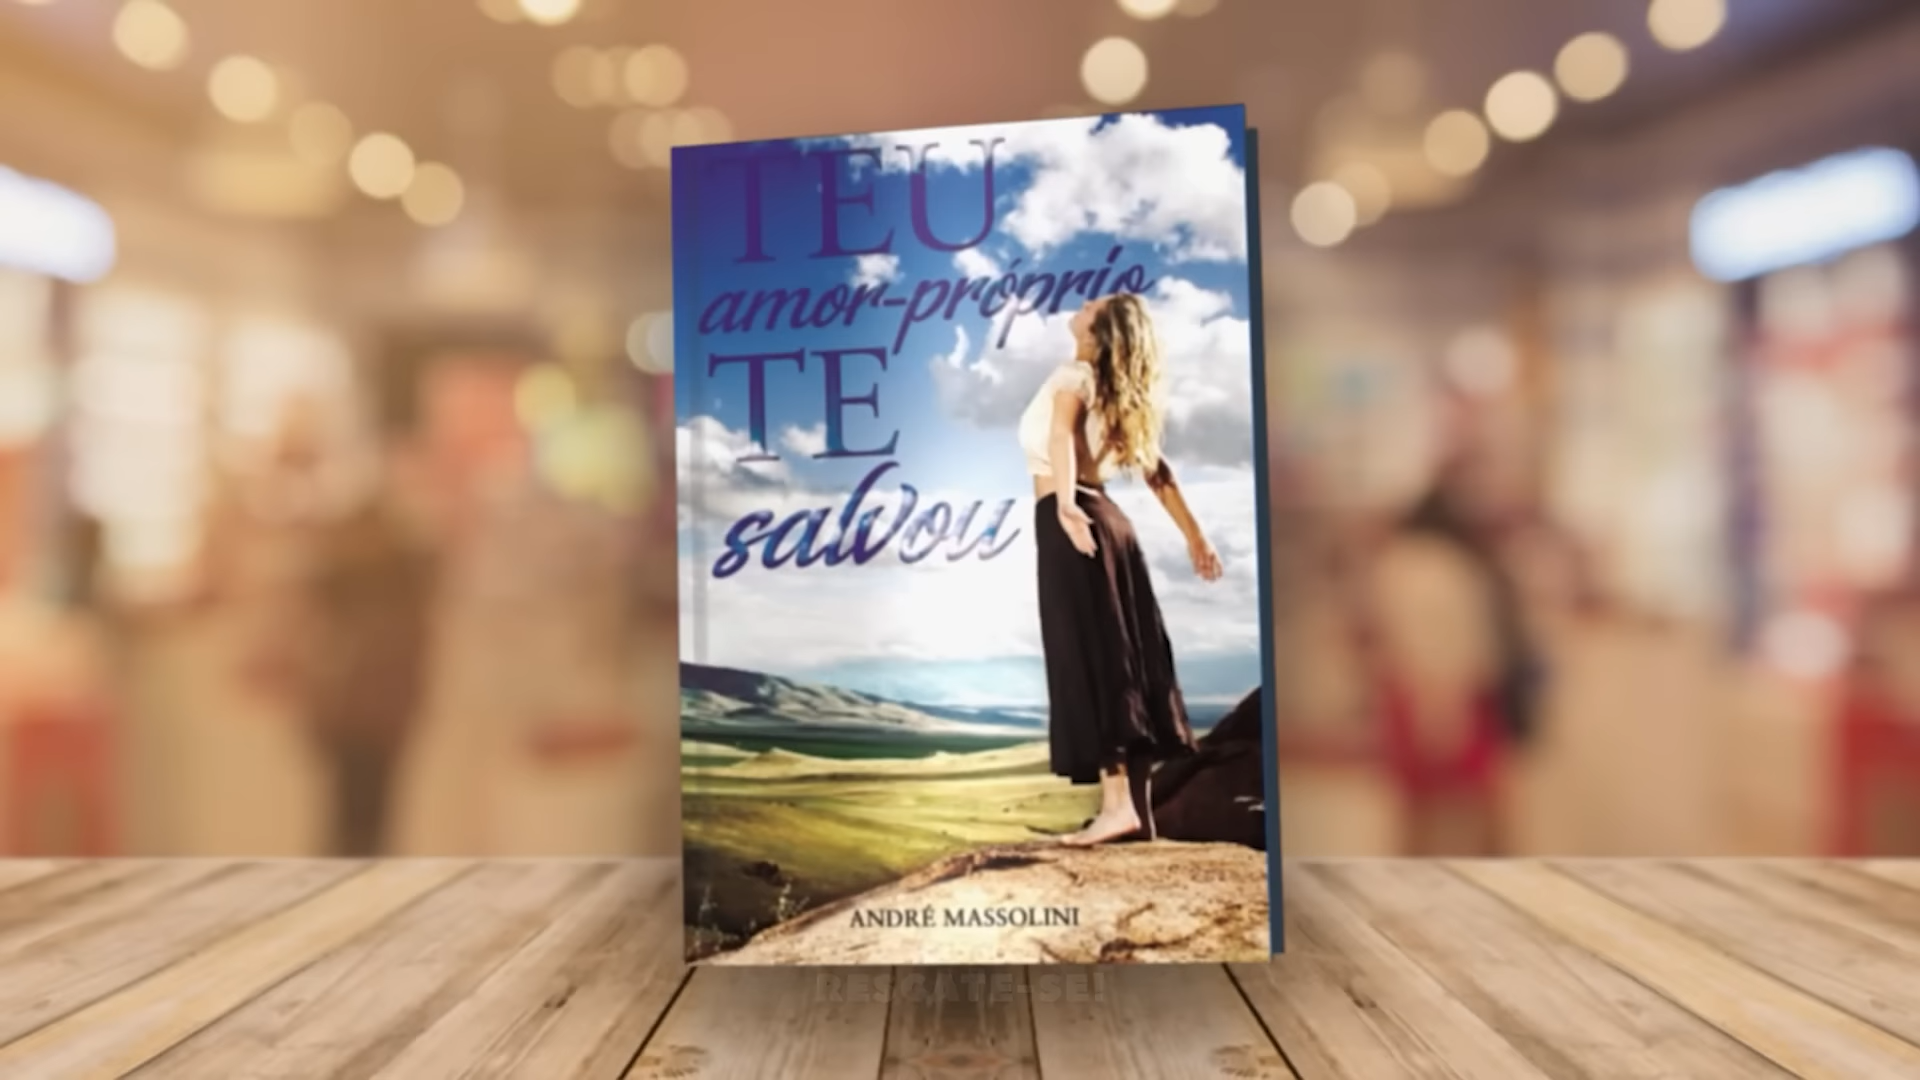 TEU
amor-próprio
TE
salvou
ANDRÉ MASSOLINI
RESGATE-SE!